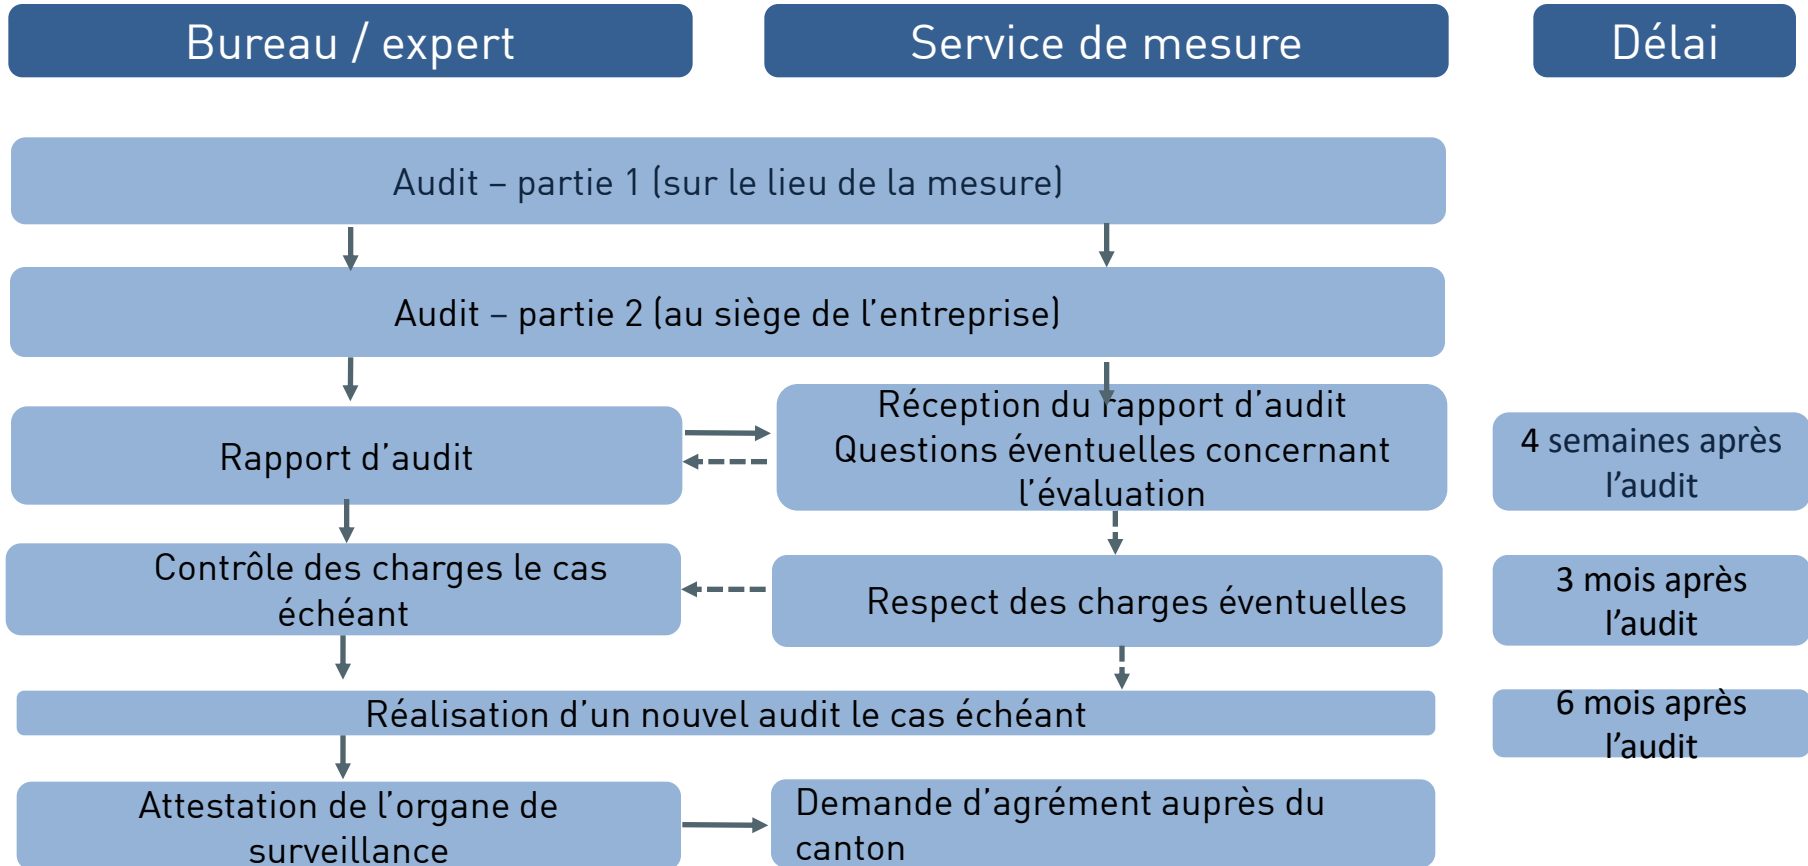 Bureau / expert
Service de mesure
Délai
Audit – partie 1 (sur le lieu de la mesure)
Audit – partie 2 (au siège de l’entreprise)
Rapport d’audit
Réception du rapport d’audit
Questions éventuelles concernant
l’évaluation
4 semaines après
l’audit
Contrôle des charges le cas
échéant
Respect des charges éventuelles
3 mois après
l’audit
Réalisation d’un nouvel audit le cas échéant
6 mois après
l’audit
Attestation de l’organe de
surveillance
Demande d’agrément auprès du
canton